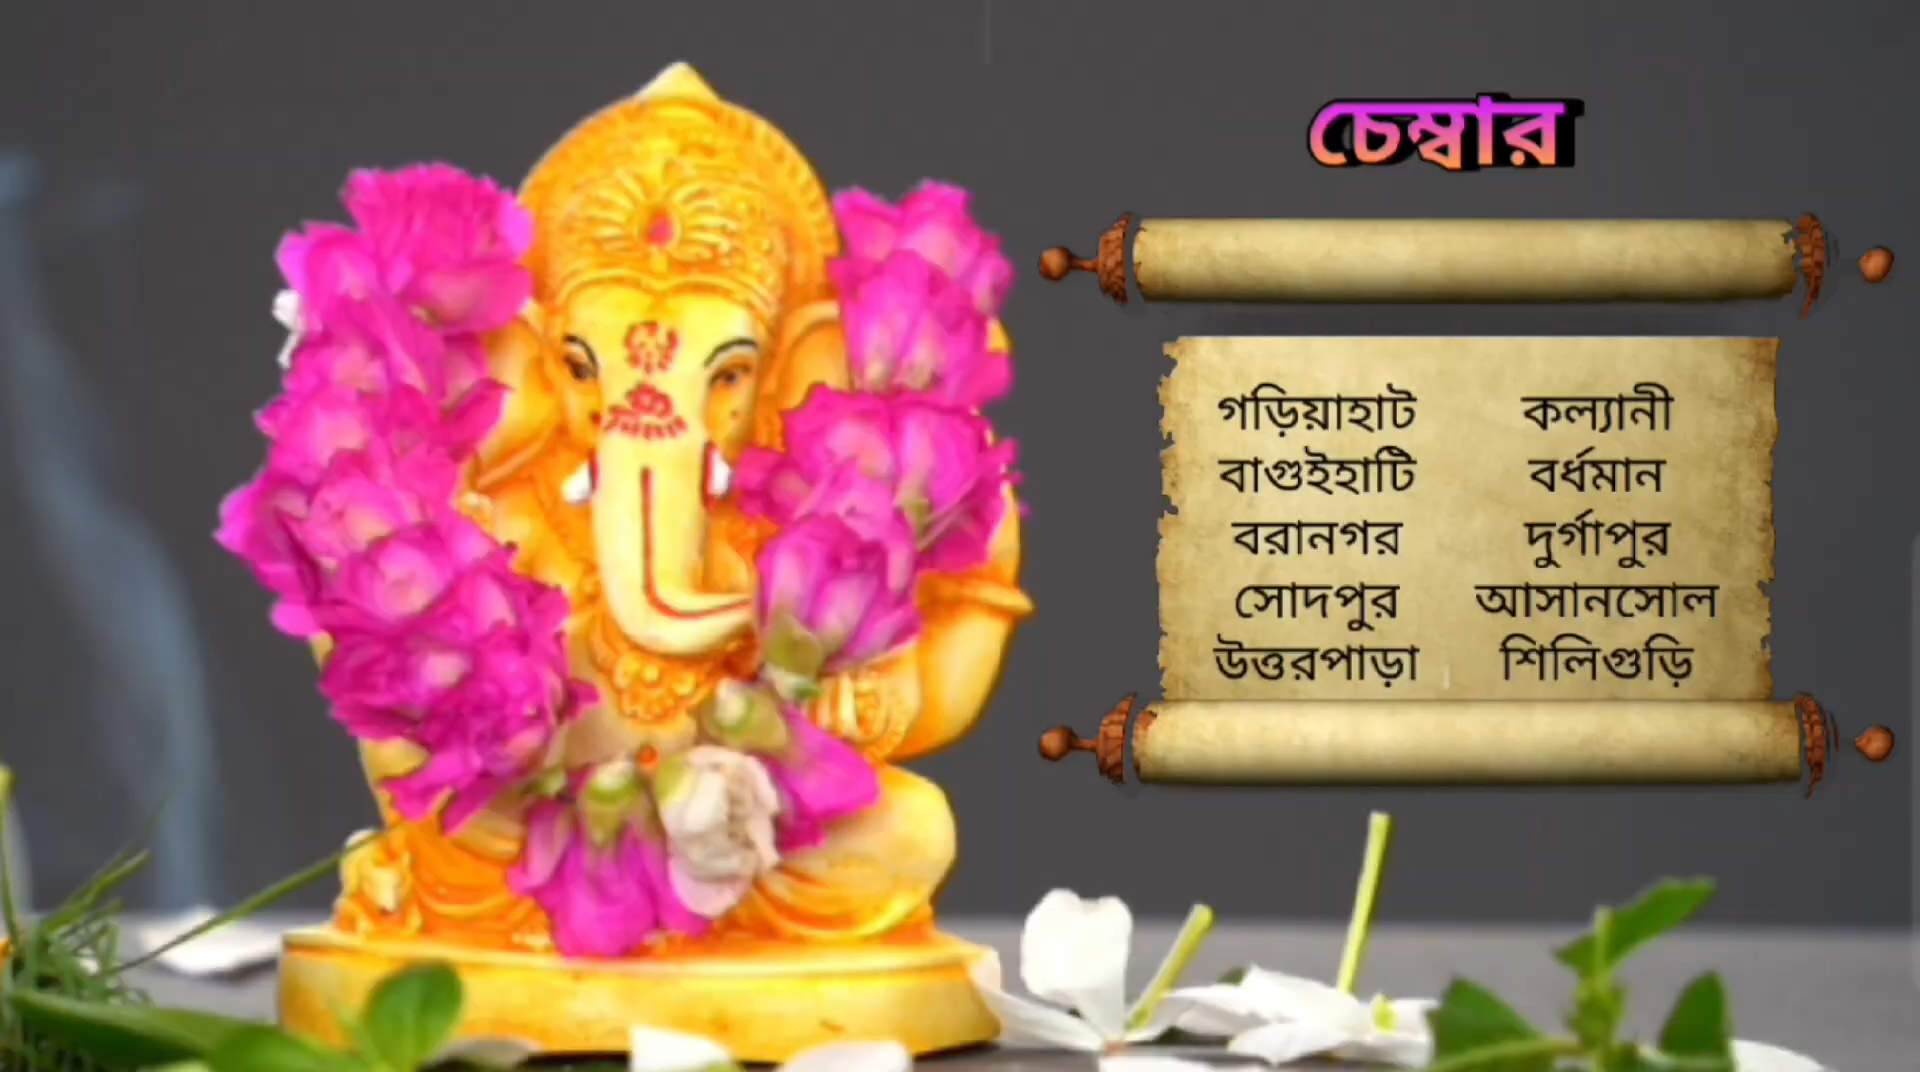 চেম্বার
গড়িয়াহাট কল্যানী
বাগুইহাটি বর্ধমান
বরানগর দুর্গাপুর
সোদপুর আসানসোল
উত্তরপাড়া শিলিগুড়ি